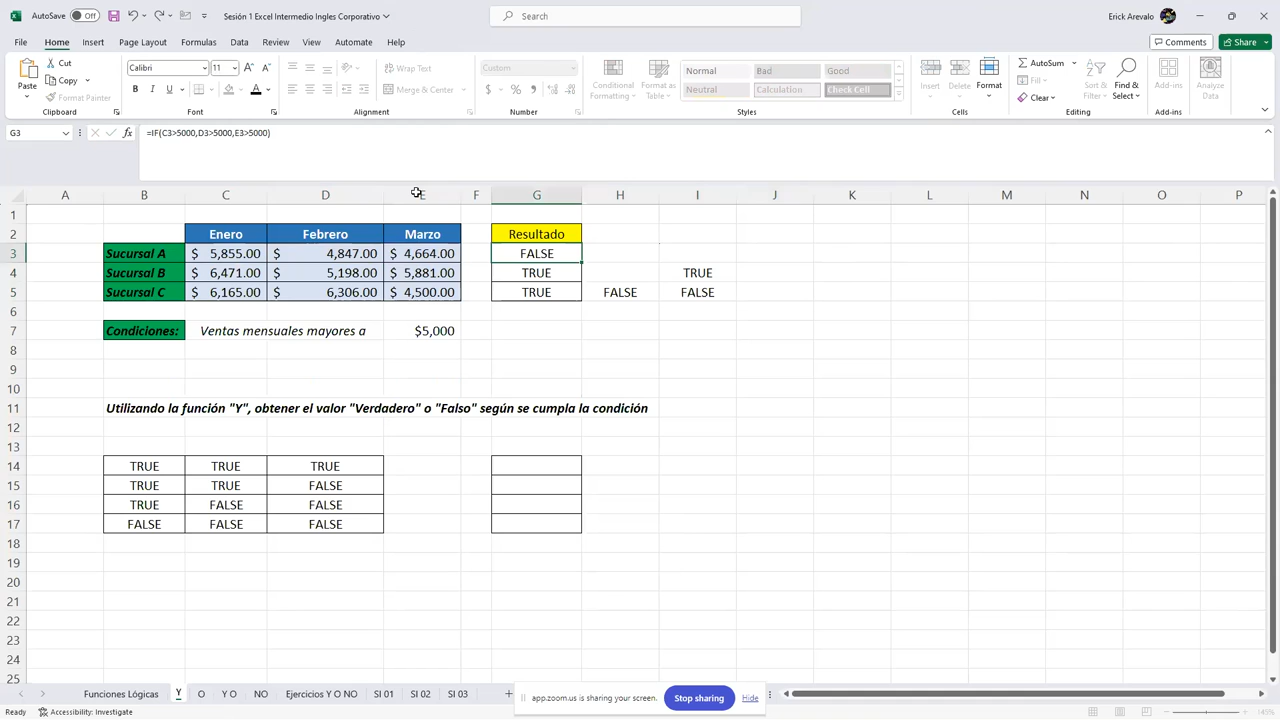 AutoSave Off Sesión 1 Excel Intermedio Ingles Corporativo Search Erick Arevalo
File Home Insert Page Layout Formulas Data Review View Automate Help Comments Share
Paste Cut Copy Format Painter Clipboard
Calibri 11 B I U A Font
Wrap Text Merge & Center Alignment
Custom $ % 9 Number
Conditional Formatting Format as Table Normal Bad Good Neutral Calculation Check Cell Styles
Insert Delete Format Cells
AutoSum Fill Clear Sort & Filter Find & Select Editing
Add-ins Add-ins Analyze Data
G3 fx =IF(C3>5000,D3>5000,E3>5000)
A B C D E F G H I J K L M N O P
1
2 Enero Febrero Marzo Resultado
3 Sucursal A $ 5,855.00 $ 4,847.00 $ 4,664.00 FALSE
4 Sucursal B $ 6,471.00 $ 5,198.00 $ 5,881.00 TRUE TRUE
5 Sucursal C $ 6,165.00 $ 6,306.00 $ 4,500.00 TRUE FALSE FALSE
6
7 Condiciones: Ventas mensuales mayores a $5,000
8
9
10
11 Utilizando la función "Y", obtener el valor "Verdadero" o "Falso" según se cumpla la condición
12
13
14 TRUE TRUE TRUE
15 TRUE TRUE FALSE
16 TRUE FALSE FALSE
17 FALSE FALSE FALSE
18
19
20
21
22
23
24
25
Funciones Lógicas Y O Y O NO Ejercicios Y O NO SI 01 SI 02 SI 03 +
app.zoom.us is sharing your screen. Stop sharing Hide
Ready Accessibility: Investigate 145%